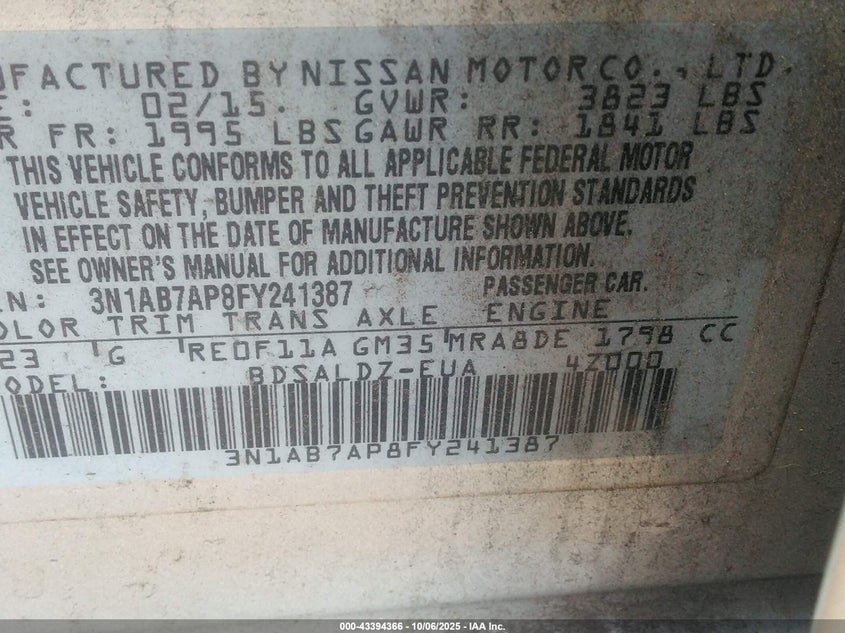 UFACTURED BY NISSAN MOTOR CO., LTD.
E: 02/15. GVWR: 3823 LBS
R FR: 1995 LBS GAWR RR: 1841 LBS
THIS VEHICLE CONFORMS TO ALL APPLICABLE FEDERAL MOTOR
VEHICLE SAFETY, BUMPER AND THEFT PREVENTION STANDARDS
IN EFFECT ON THE DATE OF MANUFACTURE SHOWN ABOVE.
SEE OWNER'S MANUAL FOR ADDITIONAL INFORMATION.
.N: 3N1AB7AP8FY241387 PASSENGER CAR.
OLOR TRIM TRANS AXLE ENGINE
23 G RE0F11A GM35 MRA8DE 1798 CC
ODEL: BDSALDZ-EUA 4Z000
3N1AB7AP8FY241387
000-43394366 - 10/06/2025 - IAA Inc.